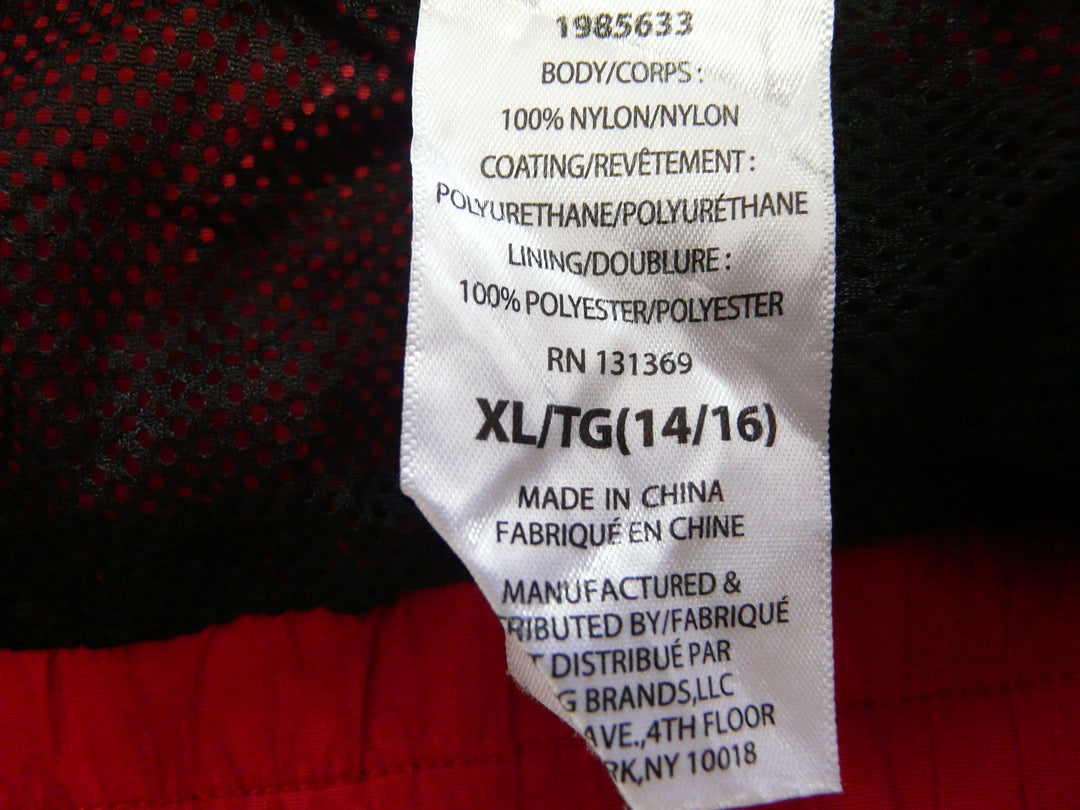 1985633
BODY/CORPS :
100% NYLON/NYLON
COATING/REVÊTEMENT :
POLYURETHANE/POLYURÉTHANE
LINING/DOUBLURE :
100% POLYESTER/POLYESTER
RN 131369
XL/TG(14/16)
MADE IN CHINA
FABRIQUÉ EN CHINE
MANUFACTURED &
RIBUTED BY/FABRIQUÉ
T DISTRIBUÉ PAR
G BRANDS,LLC
AVE.,4TH FLOOR
RK,NY 10018